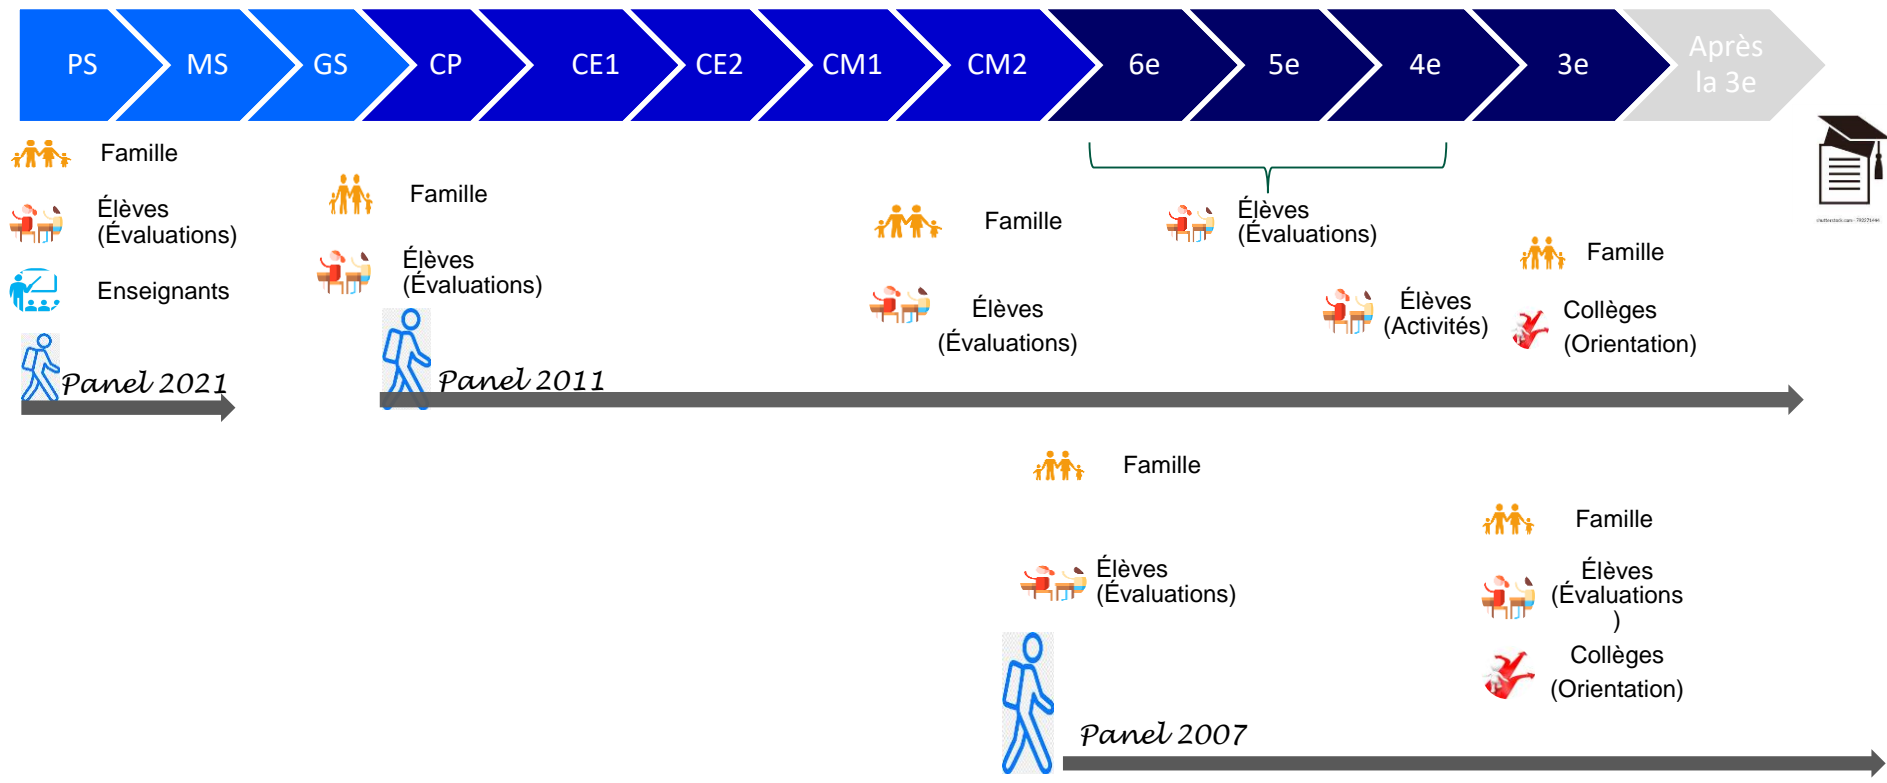 PS
MS
GS
CP
CE1
CE2
CM1
CM2
6e
5e
4e
3e
Après
la 3e
Famille
Élèves
(Évaluations)
Enseignants
Panel 2021
Famille
Élèves
(Évaluations)
Panel 2011
Famille
Élèves
(Évaluations)
Élèves
(Évaluations)
Élèves
(Activités)
Famille
Collèges
(Orientation)
Famille
Élèves
(Évaluations)
Panel 2007
Famille
Élèves
(Évaluations
)
Collèges
(Orientation)